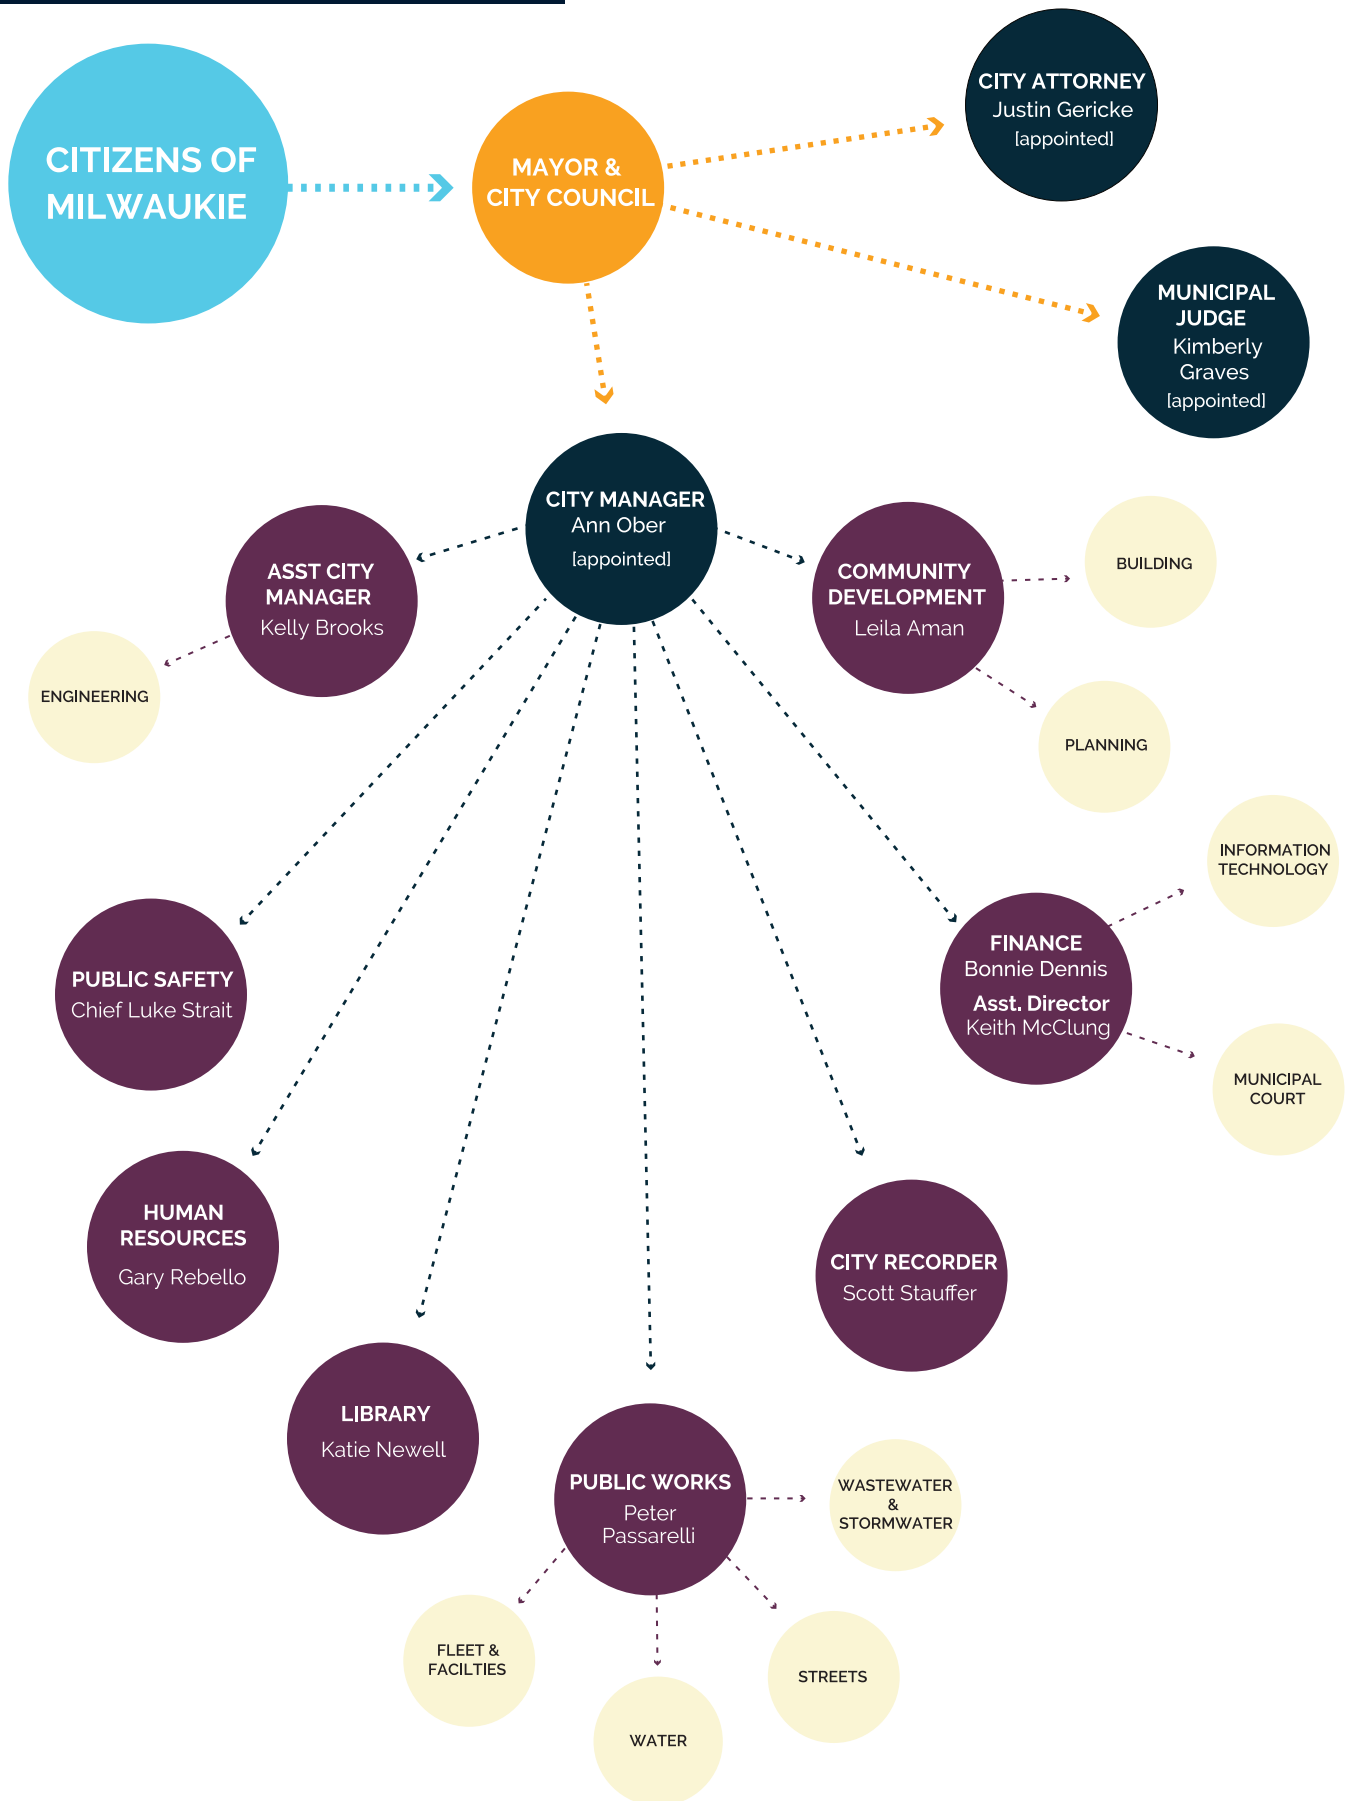 CITIZENS OF
MILWAUKIE
MAYOR &
CITY COUNCIL
CITY ATTORNEY
Justin Gericke
[appointed]
MUNICIPAL
JUDGE
Kimberly
Graves
[appointed]
CITY MANAGER
Ann Ober
[appointed]
ASST CITY
MANAGER
Kelly Brooks
ENGINEERING
COMMUNITY
DEVELOPMENT
Leila Aman
BUILDING
PLANNING
INFORMATION
TECHNOLOGY
FINANCE
Bonnie Dennis
Asst. Director
Keith McClung
MUNICIPAL
COURT
PUBLIC SAFETY
Chief Luke Strait
HUMAN
RESOURCES
Gary Rebello
CITY RECORDER
Scott Stauffer
LIBRARY
Katie Newell
PUBLIC WORKS
Peter
Passarelli
WASTEWATER
&
STORMWATER
FLEET &
FACILTIES
STREETS
WATER